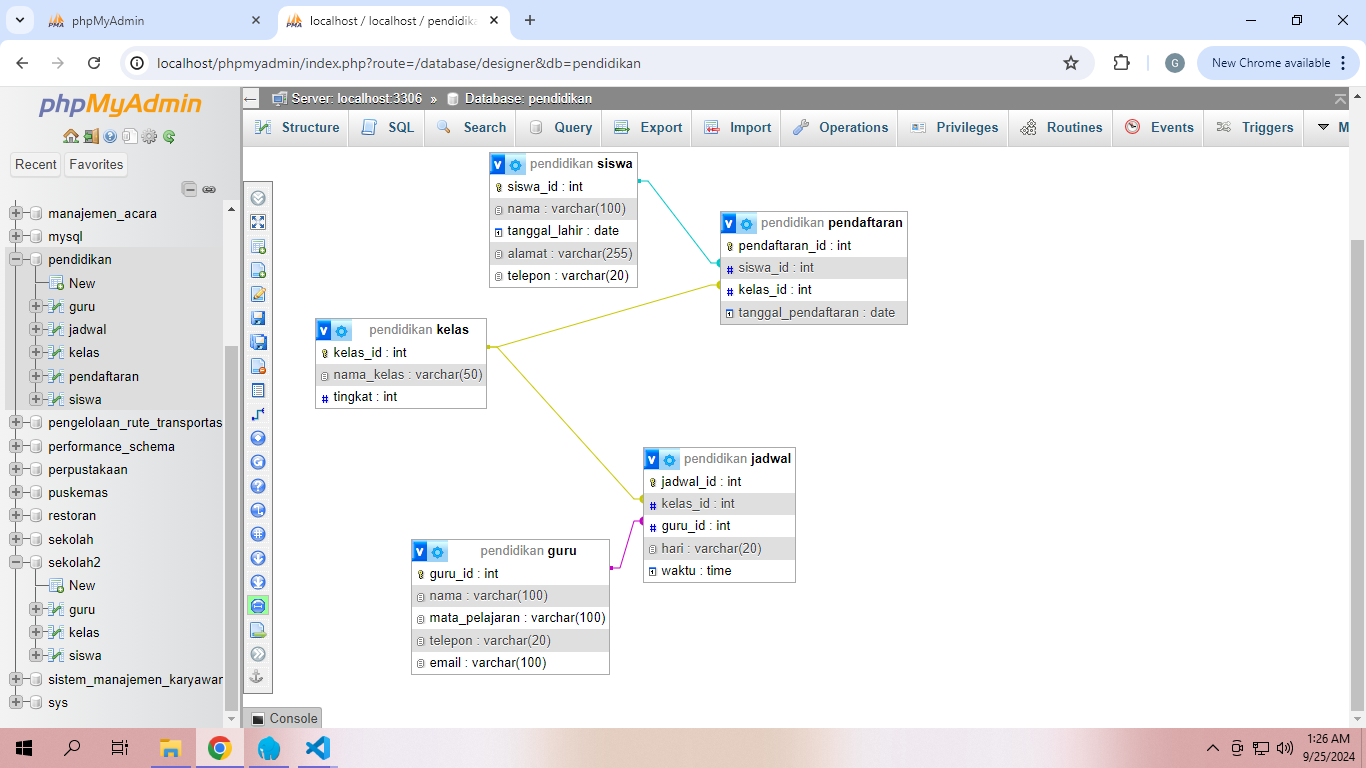 phpMyAdmin
localhost / localhost / pendidika
localhost/phpmyadmin/index.php?route=/database/designer&db=pendidikan
G
New Chrome available
phpMyAdmin
Recent
Favorites
manajemen_acara
mysql
pendidikan
New
guru
jadwal
kelas
pendaftaran
siswa
pengelolaan_rute_transportas
performance_schema
perpustakaan
puskemas
restoran
sekolah
sekolah2
New
guru
kelas
siswa
sistem_manajemen_karyawan
sys
Server: localhost:3306 » Database: pendidikan
Structure
SQL
Search
Query
Export
Import
Operations
Privileges
Routines
Events
Triggers
M
v pendidikan siswa
siswa_id : int
nama : varchar(100)
tanggal_lahir : date
alamat : varchar(255)
telepon : varchar(20)
v pendidikan pendaftaran
pendaftaran_id : int
# siswa_id : int
# kelas_id : int
tanggal_pendaftaran : date
v pendidikan kelas
kelas_id : int
nama_kelas : varchar(50)
# tingkat : int
v pendidikan jadwal
jadwal_id : int
# kelas_id : int
# guru_id : int
hari : varchar(20)
waktu : time
v pendidikan guru
guru_id : int
nama : varchar(100)
mata_pelajaran : varchar(100)
telepon : varchar(20)
email : varchar(100)
Console
1:26 AM
9/25/2024